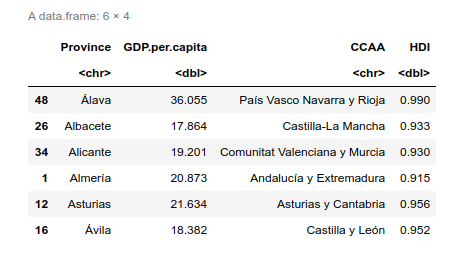 A data.frame: 6 × 4
Province GDP.per.capita CCAA HDI
<chr> <dbl> <chr> <dbl>
48 Álava 36.055 País Vasco Navarra y Rioja 0.990
26 Albacete 17.864 Castilla-La Mancha 0.933
34 Alicante 19.201 Comunitat Valenciana y Murcia 0.930
1 Almería 20.873 Andalucía y Extremadura 0.915
12 Asturias 21.634 Asturias y Cantabria 0.956
16 Ávila 18.382 Castilla y León 0.952